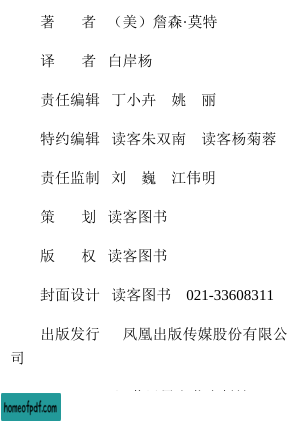 著　　者　（美）詹森·莫特
译　　者　白岸杨
责任编辑　丁小卉　姚　丽
特约编辑　读客朱双南　读客杨菊蓉
责任监制　刘　巍　江伟明
策　　划　读客图书
版　　权　读客图书
封面设计　读客图书　021-33608311
出版发行　　凤凰出版传媒股份有限公
司
homeofpdf.com